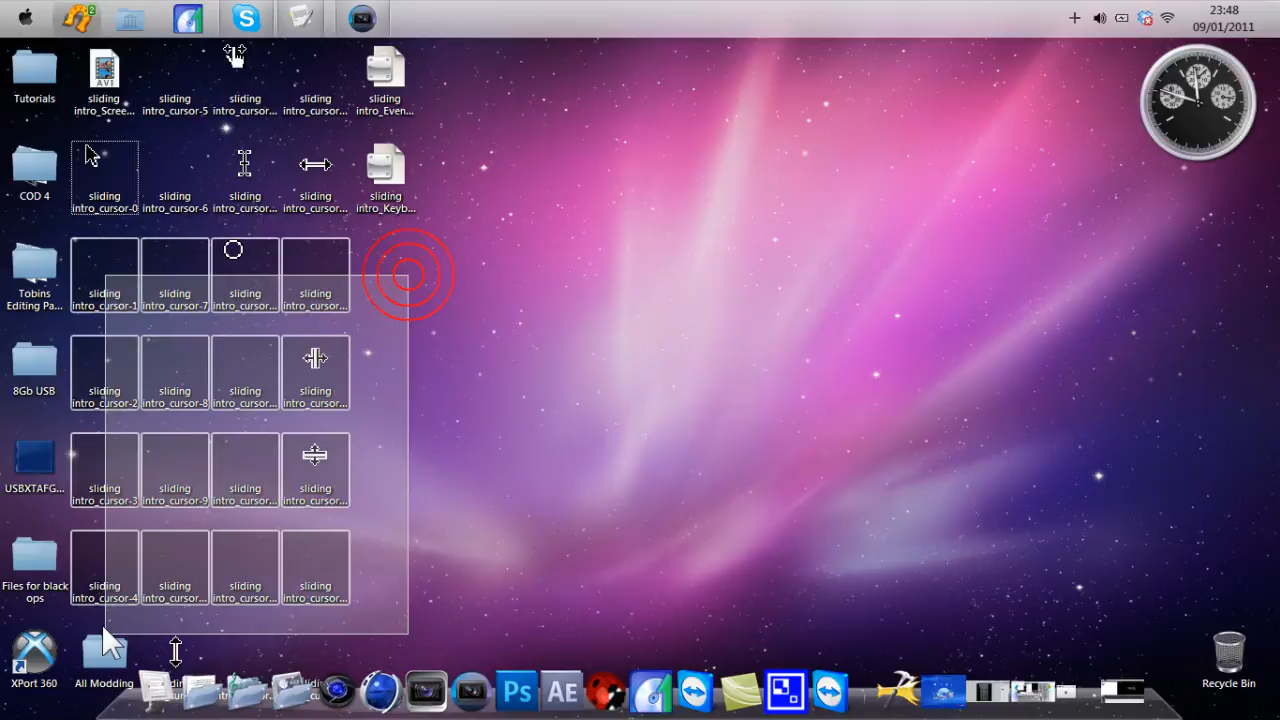 2
23:48
09/01/2011
Tutorials
AVI
sliding
intro_Scree...
sliding
intro_cursor-5
sliding
intro_cursor...
sliding
intro_cursor...
sliding
intro_Even...
COD 4
sliding
intro_cursor-0
sliding
intro_cursor-6
sliding
intro_cursor...
sliding
intro_cursor...
sliding
intro_Keyb...
Tobins
Editing Pa...
sliding
intro_cursor-1
sliding
intro_cursor-7
sliding
intro_cursor...
sliding
intro_cursor...
8Gb USB
sliding
intro_cursor-2
sliding
intro_cursor-8
sliding
intro_cursor...
sliding
intro_cursor...
USBXTAFG...
sliding
intro_cursor-3
sliding
intro_cursor-9
sliding
intro_cursor...
sliding
intro_cursor...
Files for black
ops
sliding
intro_cursor-4
sliding
intro_cursor...
sliding
intro_cursor...
sliding
intro_cursor...
XPort 360
All Modding
Ps
AE
Recycle Bin